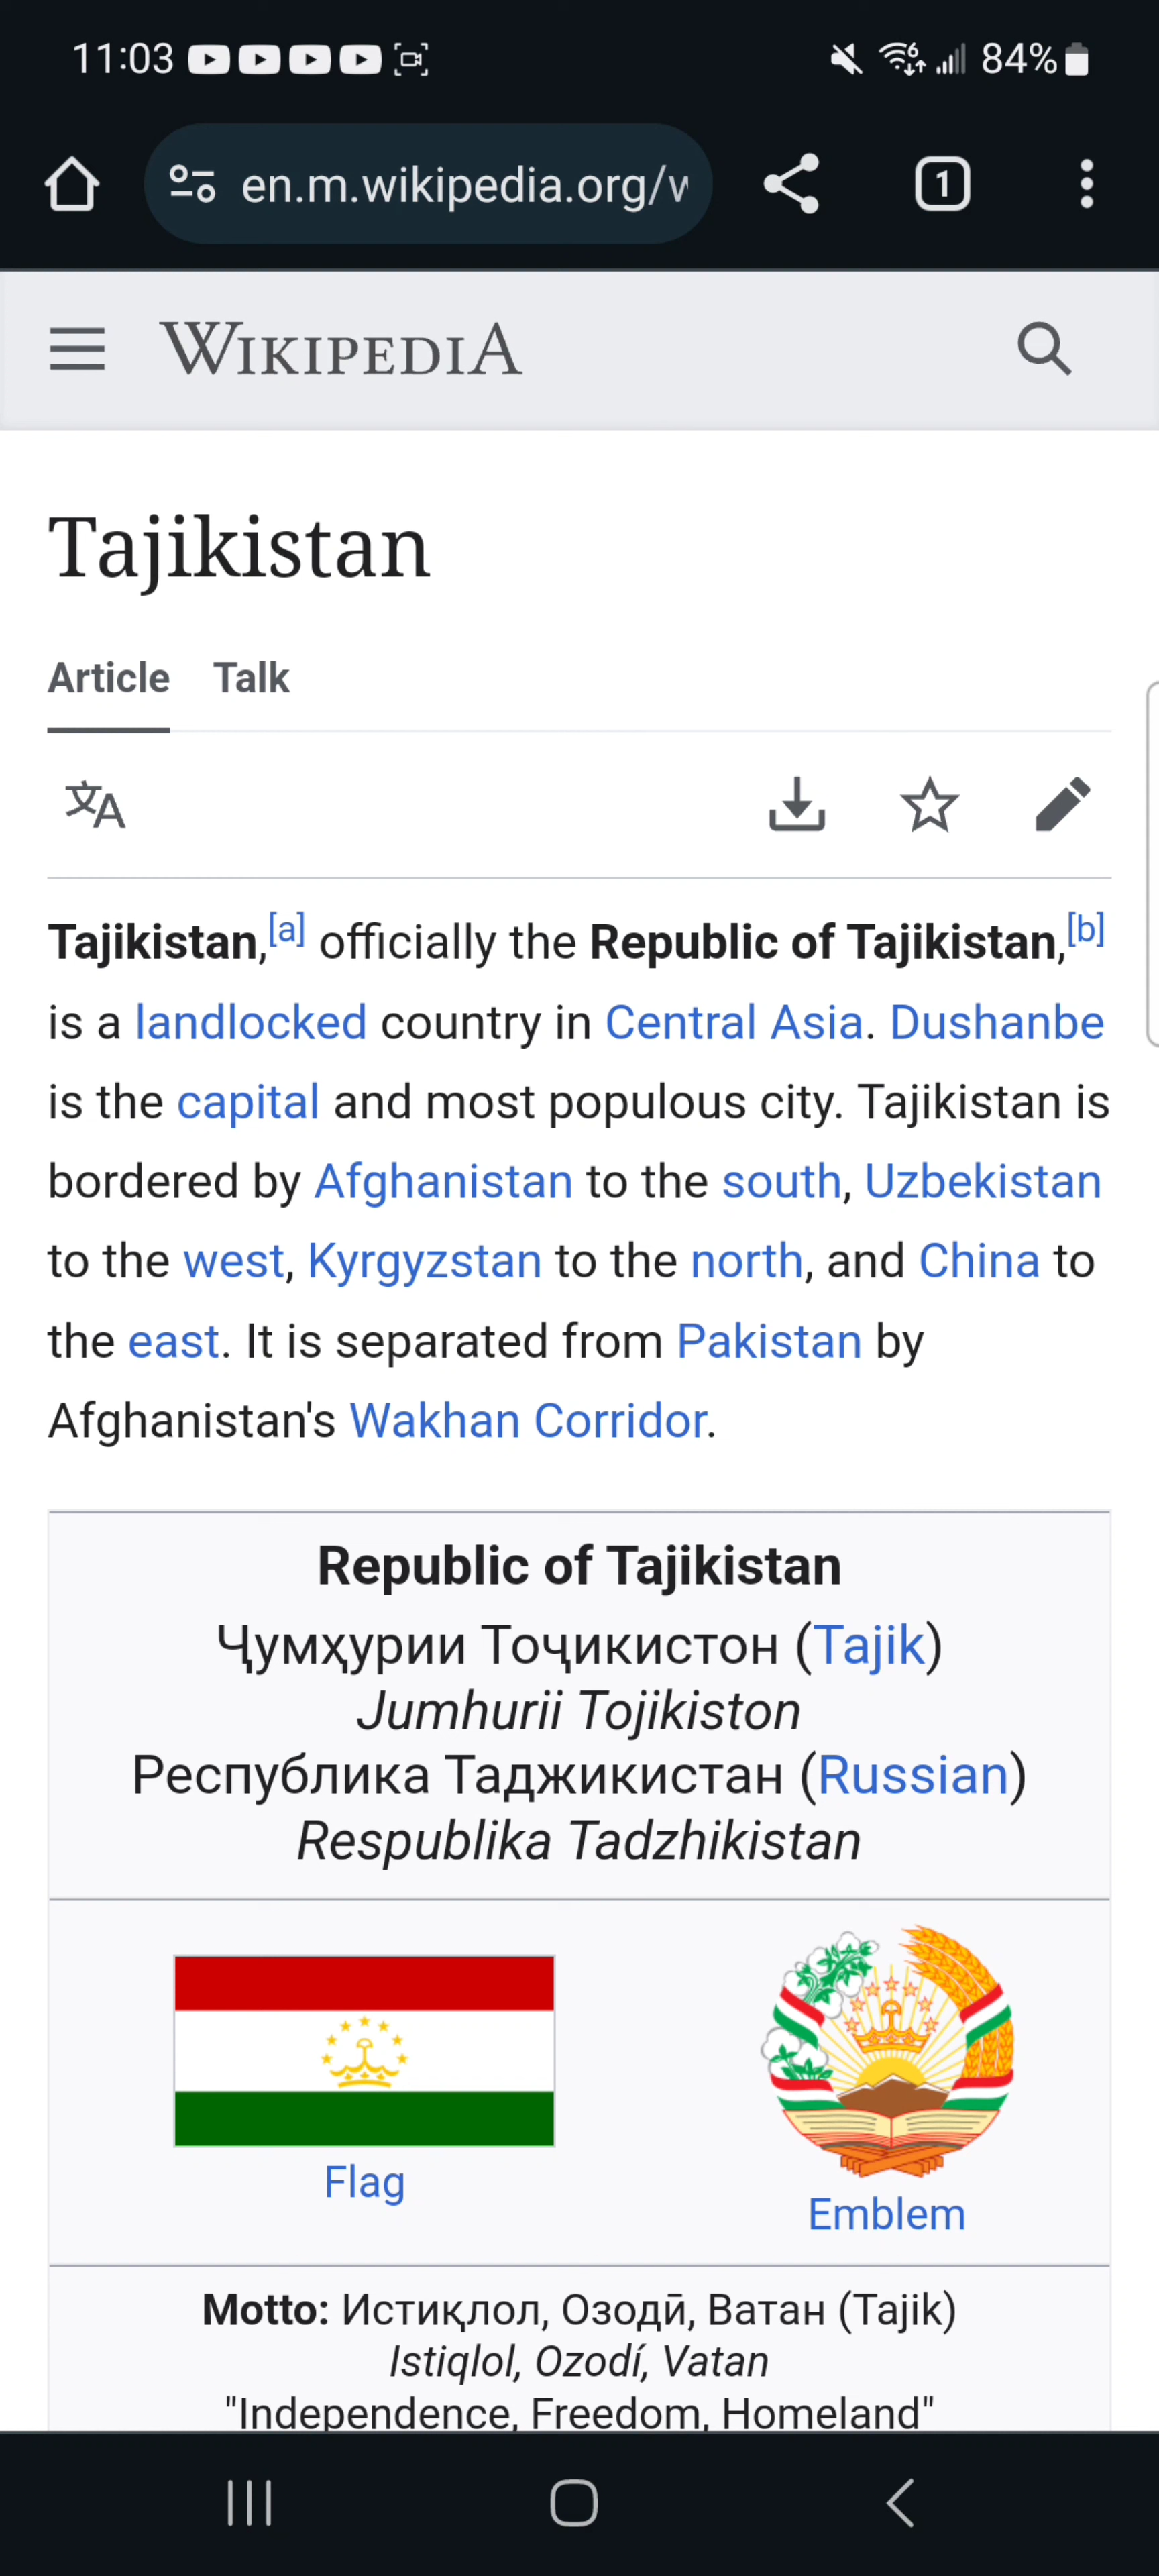 11:03
84%
en.m.wikipedia.org/w
1
WIKIPEDIA
Tajikistan
Article Talk
Tajikistan,[a] officially the Republic of Tajikistan,[b]
is a landlocked country in Central Asia. Dushanbe
is the capital and most populous city. Tajikistan is
bordered by Afghanistan to the south, Uzbekistan
to the west, Kyrgyzstan to the north, and China to
the east. It is separated from Pakistan by
Afghanistan's Wakhan Corridor.
Republic of Tajikistan
Ҷумҳурии Тоҷикистон (Tajik)
Jumhurii Tojikiston
Республика Таджикистан (Russian)
Respublika Tadzhikistan
Flag
Emblem
Motto: Истиқлол, Озодӣ, Ватан (Tajik)
Istiqlol, Ozodí, Vatan
"Independence, Freedom, Homeland"